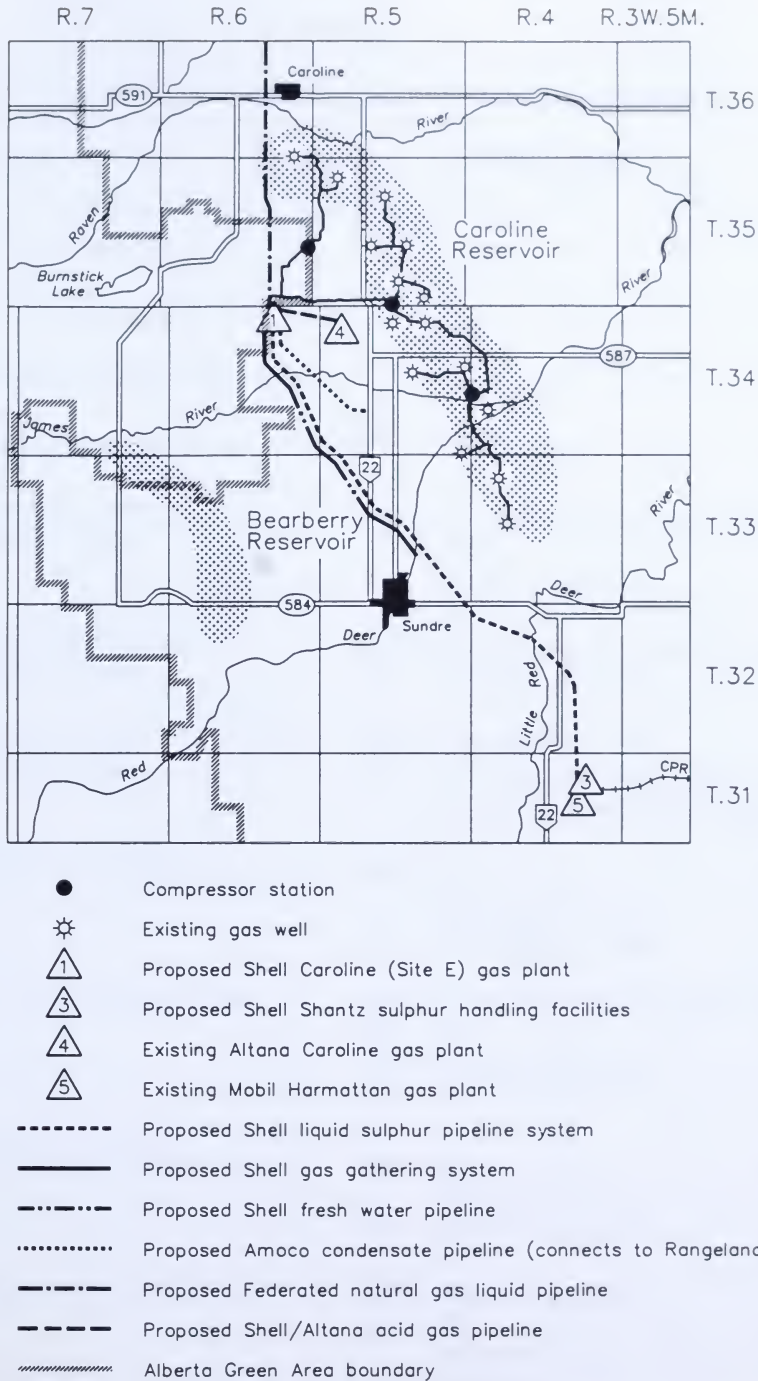 R.7 R.6 R.5 R.4 R.3W.5M.
Caroline
591
T.36
River
Raven
Caroline
Reservoir
T.35
Burnstick
Lake
River
1
4
587
T.34
James
River
22
Bearberry
Reservoir
River
T.33
584
Deer
Sundre
Deer
T.32
Little Red
Red
CPR
3
T.31
5
22
Compressor station
Existing gas well
1 Proposed Shell Caroline (Site E) gas plant
3 Proposed Shell Shantz sulphur handling facilities
4 Existing Altana Caroline gas plant
5 Existing Mobil Harmattan gas plant
Proposed Shell liquid sulphur pipeline system
Proposed Shell gas gathering system
Proposed Shell fresh water pipeline
Proposed Amoco condensate pipeline (connects to Rangeland
Proposed Federated natural gas liquid pipeline
Proposed Shell/Altana acid gas pipeline
Alberta Green Area boundary